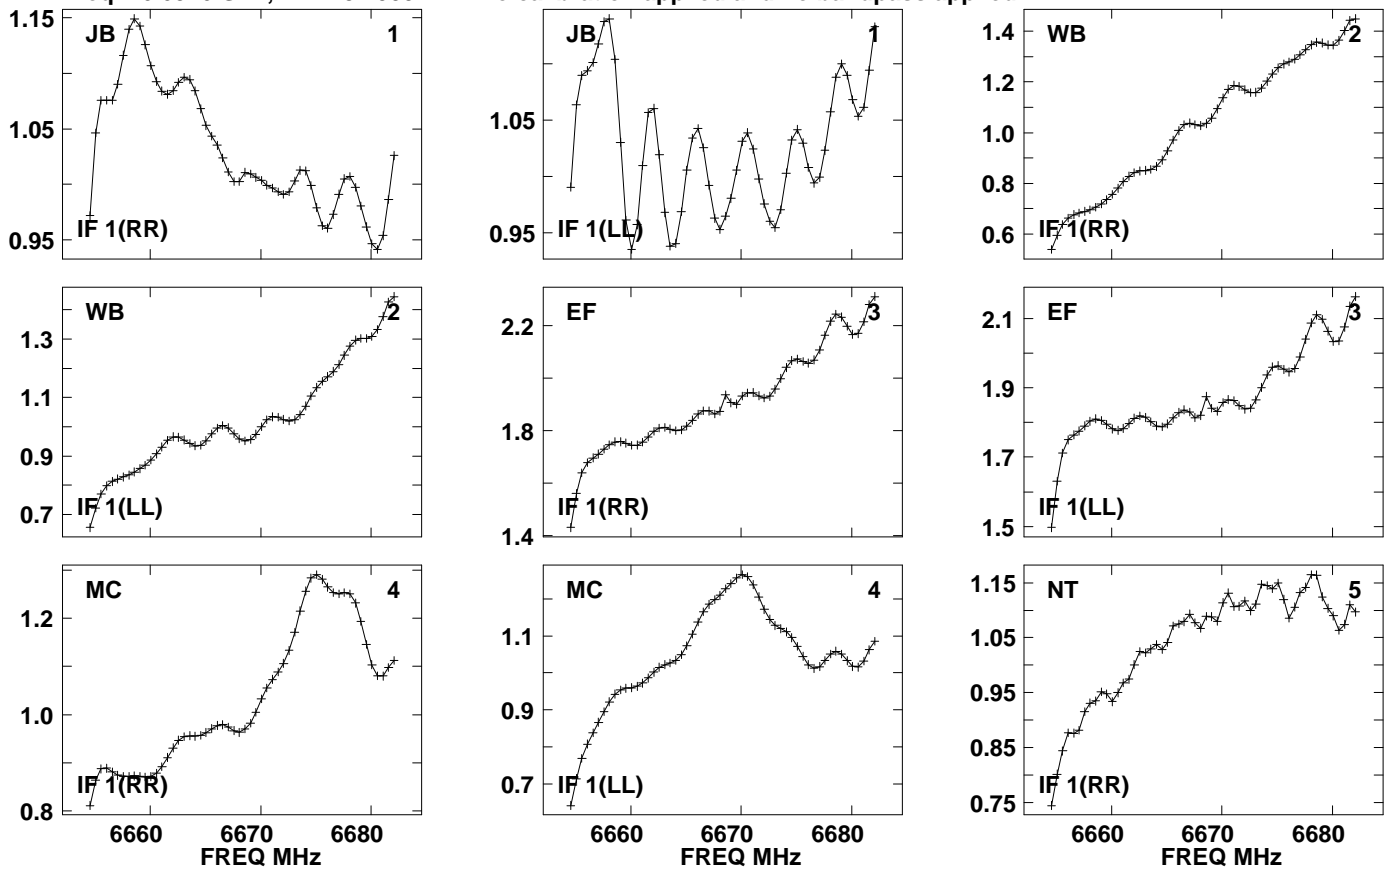 JB 1
1.15
1.05
0.95
IF 1(RR)
JB 1
1.05
0.95
IF 1(LL)
WB 2
1.4
1.2
1.0
0.8
0.6
IF 1(RR)
WB 2
1.3
1.1
0.9
0.7
IF 1(LL)
EF 3
2.2
1.8
1.4
IF 1(RR)
EF 3
2.1
1.9
1.7
1.5
IF 1(LL)
MC 4
1.2
1.0
0.8
IF 1(RR)
6660 6670 6680
FREQ MHz
MC 4
1.1
0.9
0.7
IF 1(LL)
6660 6670 6680
FREQ MHz
NT 5
1.15
1.05
0.95
0.85
0.75
IF 1(RR)
6660 6670 6680
FREQ MHz